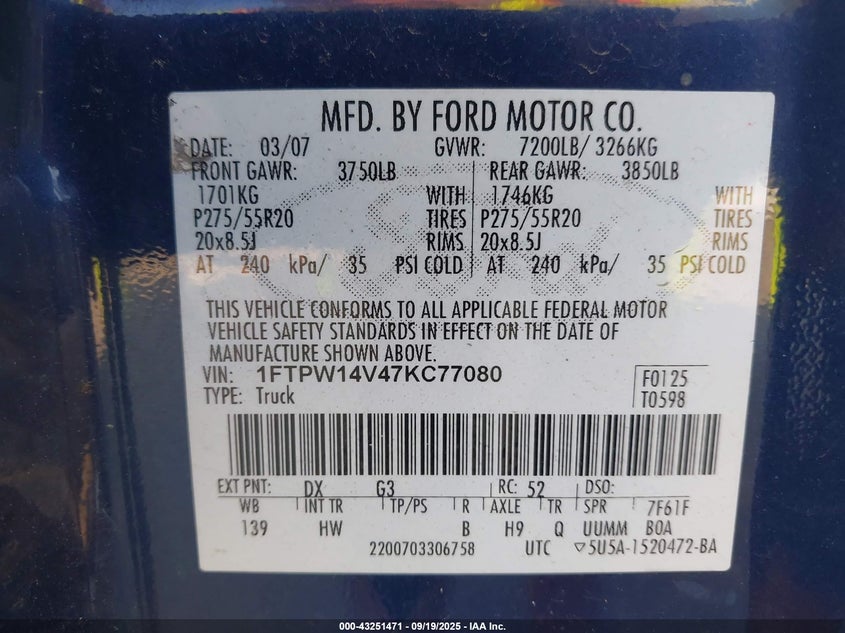 MFD. BY FORD MOTOR CO.
DATE: 03/07 GVWR: 7200LB/ 3266KG
FRONT GAWR: 3750LB REAR GAWR: 3850LB
1701KG WITH 1746KG WITH
P275/55R20 TIRES P275/55R20 TIRES
20x8.5J RIMS 20x8.5J RIMS
AT 240 kPa/ 35 PSI COLD AT 240 kPa/ 35 PSI COLD
THIS VEHICLE CONFORMS TO ALL APPLICABLE FEDERAL MOTOR
VEHICLE SAFETY STANDARDS IN EFFECT ON THE DATE OF
MANUFACTURE SHOWN ABOVE.
VIN: 1FTPW14V47KC77080 F0125
TYPE: Truck T0598
EXT PNT: DX G3 RC: 52 DSO:
WB INT TR TP/PS R AXLE TR SPR 7F61F
139 HW B H9 Q UUMM BOA
2200703306758 UTC ▽5U5A-1520472-BA
000-43251471 - 09/19/2025 - IAA Inc.